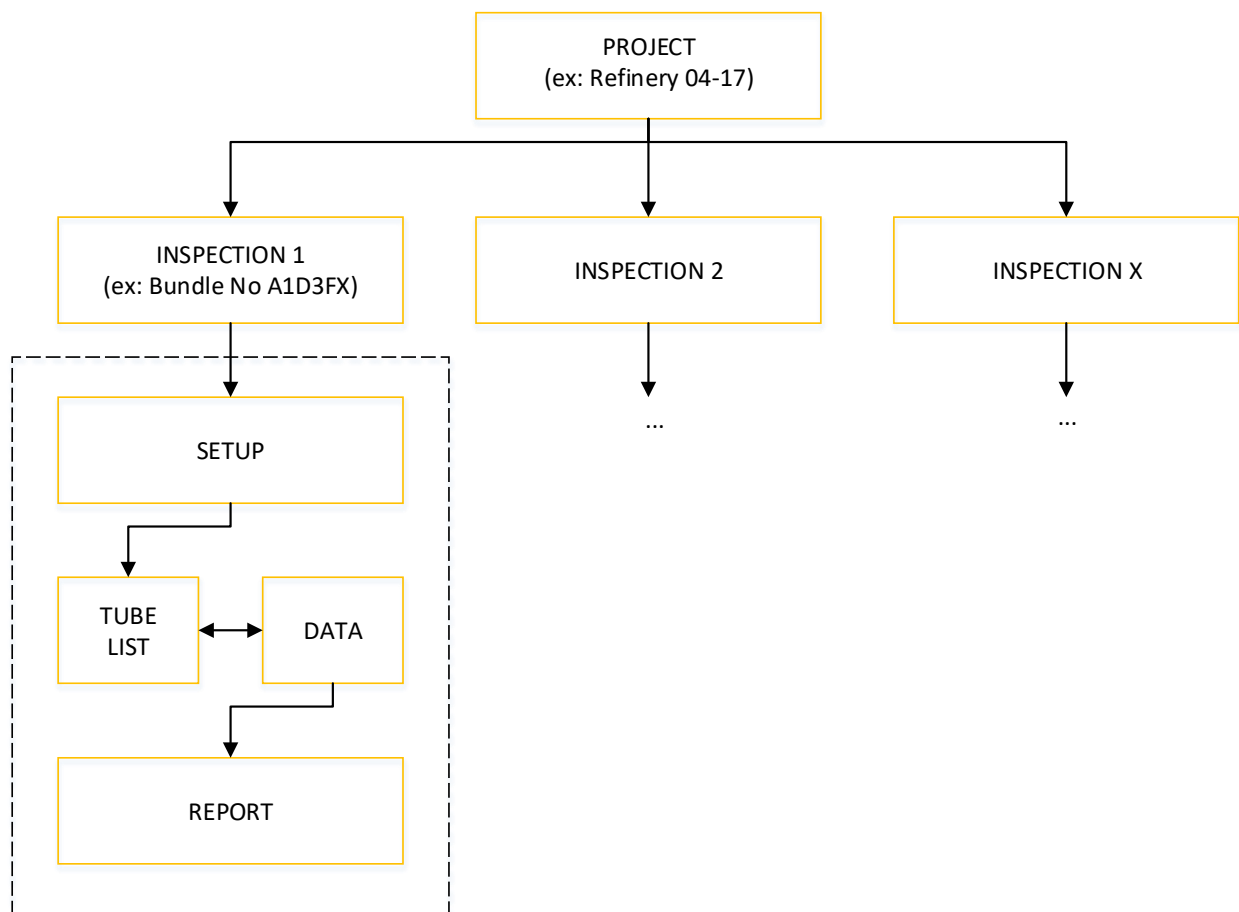 PROJECT
(ex: Refinery 04-17)
INSPECTION 1
(ex: Bundle No A1D3FX)
INSPECTION 2
INSPECTION X
...
...
SETUP
TUBE
LIST
DATA
REPORT